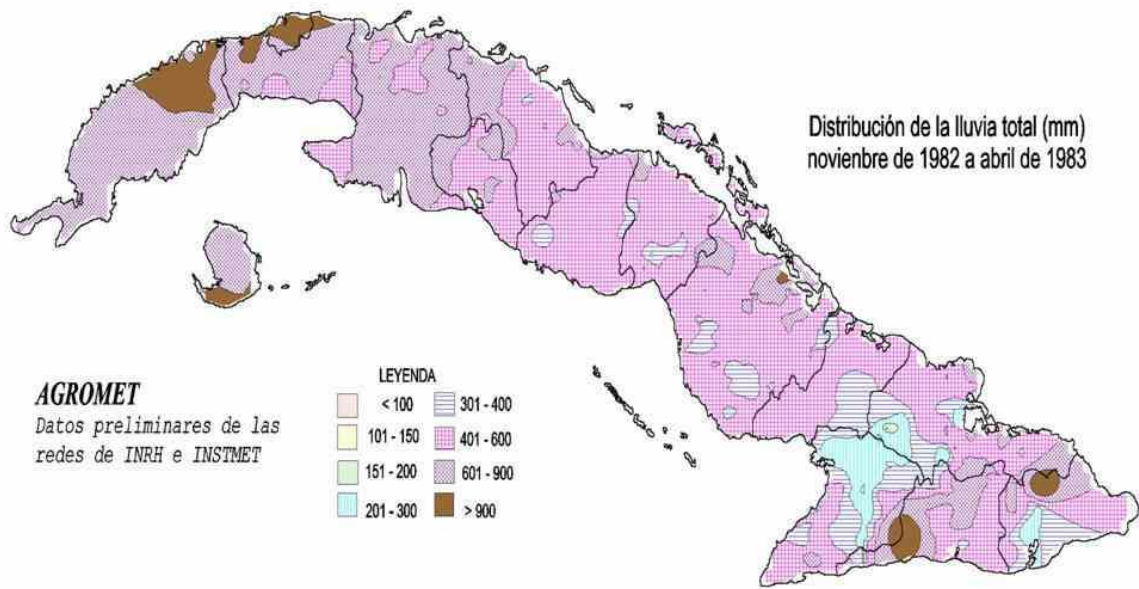 Distribución de la lluvia total (mm)
novienbre de 1982 a abril de 1983
AGROMET
Datos preliminares de las
redes de INRH e INSTMET
LEYENDA
< 100
101 - 150
151 - 200
201 - 300
301 - 400
401 - 600
601 - 900
> 900